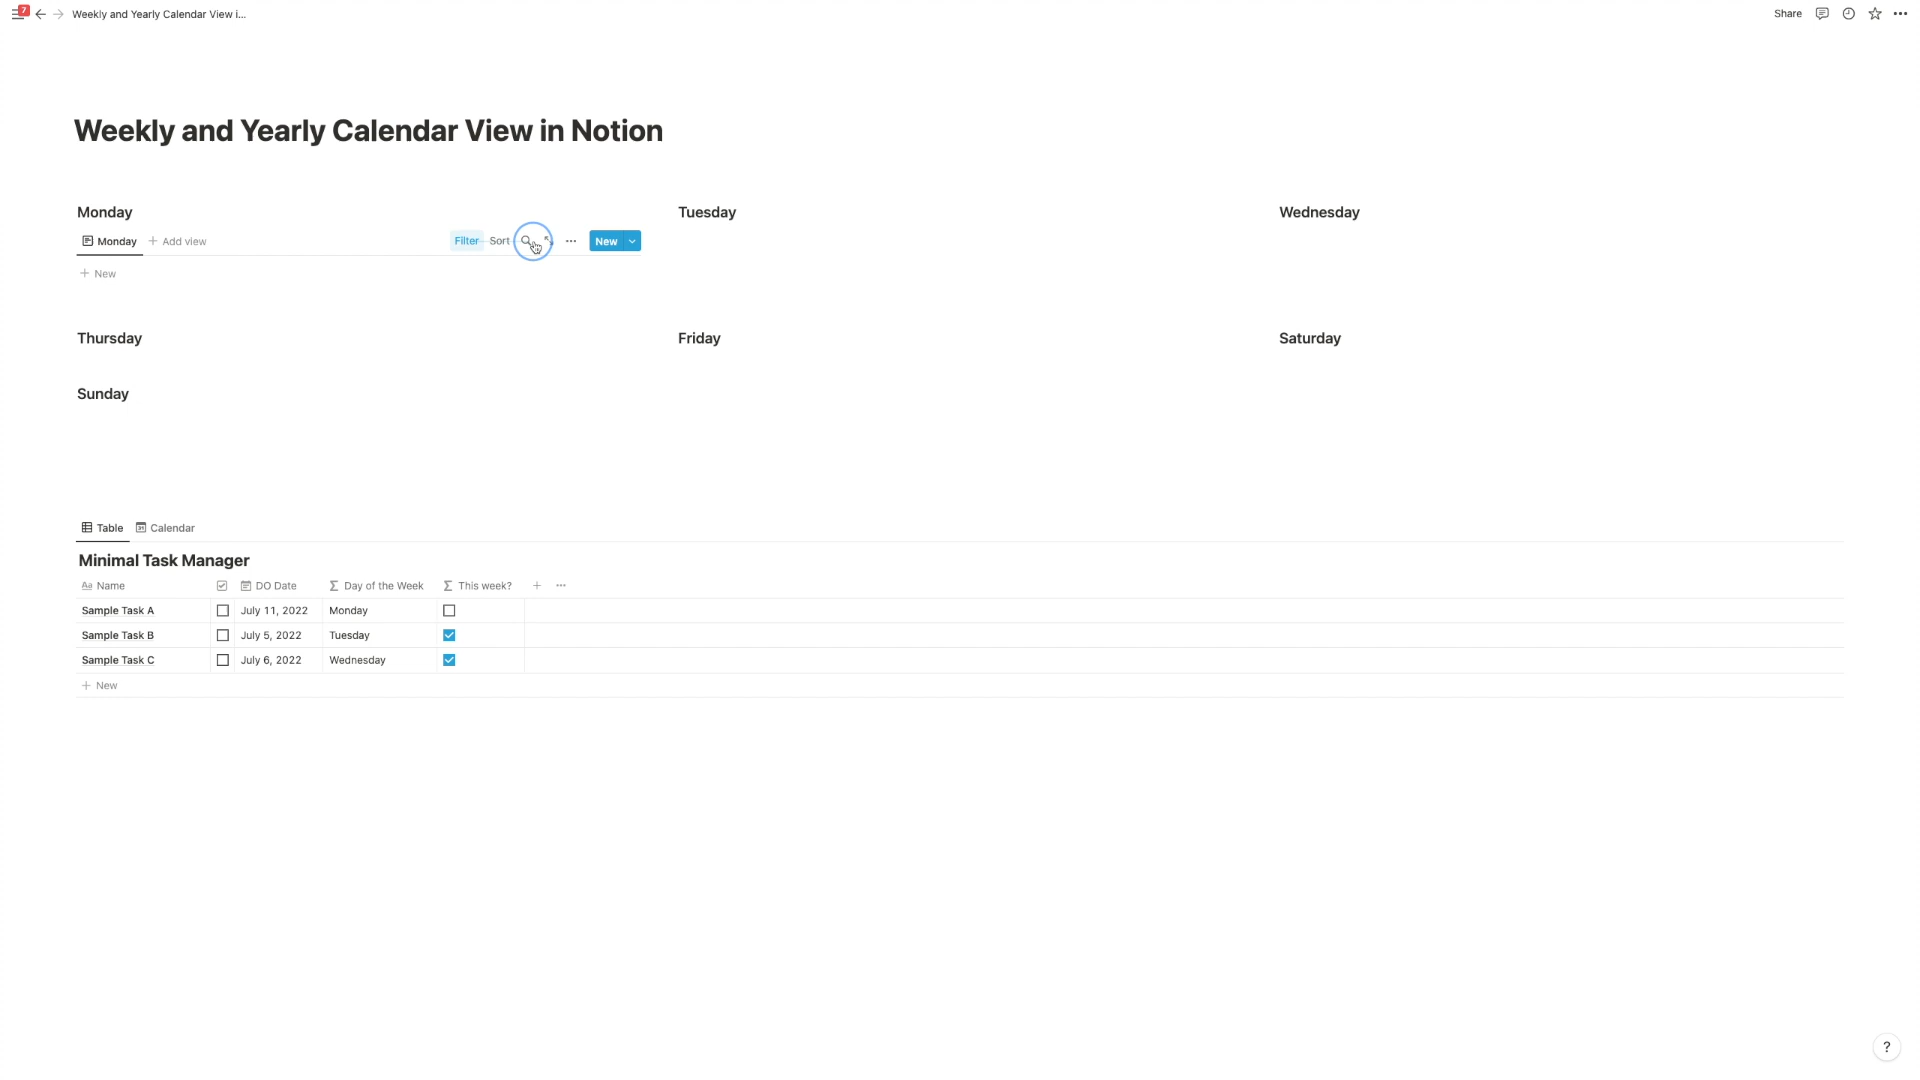 7
Weekly and Yearly Calendar View i...
Share
Weekly and Yearly Calendar View in Notion
Monday
Tuesday
Wednesday
Monday
Add view
Filter
Sort
New
New
Thursday
Friday
Saturday
Sunday
Table
Calendar
Minimal Task Manager
Aa Name DO Date Day of the Week This week?
Sample Task A July 11, 2022 Monday
Sample Task B July 5, 2022 Tuesday
Sample Task C July 6, 2022 Wednesday
New
?